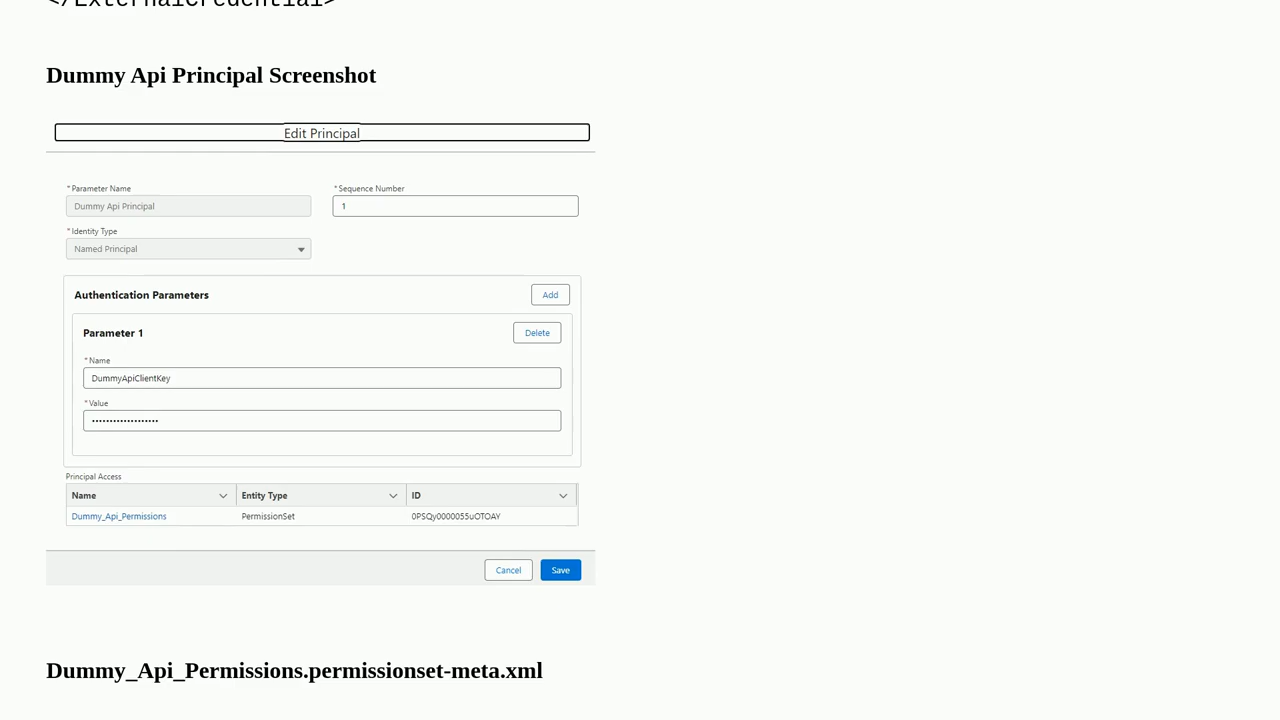 </ExternalCredential>
Dummy Api Principal Screenshot
Edit Principal
*Parameter Name
*Sequence Number
Dummy Api Principal
1
*Identity Type
Named Principal
Authentication Parameters
Add
Parameter 1
Delete
*Name
DummyApiClientKey
*Value
•••••••••••••••••••
Principal Access
Name
Entity Type
ID
Dummy_Api_Permissions
PermissionSet
0PSQy0000055uOTOAY
Cancel
Save
Dummy_Api_Permissions.permissionset-meta.xml